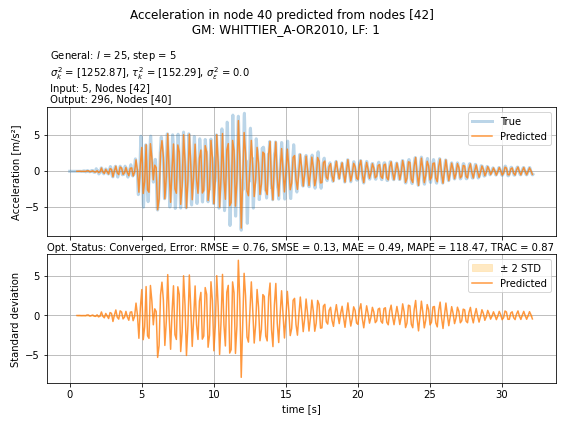 Acceleration in node 40 predicted from nodes [42]
GM: WHITTIER_A-OR2010, LF: 1
General: l = 25, step = 5
σ²ₖ = [1252.87], τ²ₖ = [152.29], σ²ₑ = 0.0
Input: 5, Nodes [42]
Output: 296, Nodes [40]
Acceleration [m/s²]
5
0
−5
True
Predicted
Opt. Status: Converged, Error: RMSE = 0.76, SMSE = 0.13, MAE = 0.49, MAPE = 118.47, TRAC = 0.87
Standard deviation
5
0
−5
± 2 STD
Predicted
0 5 10 15 20 25 30
time [s]